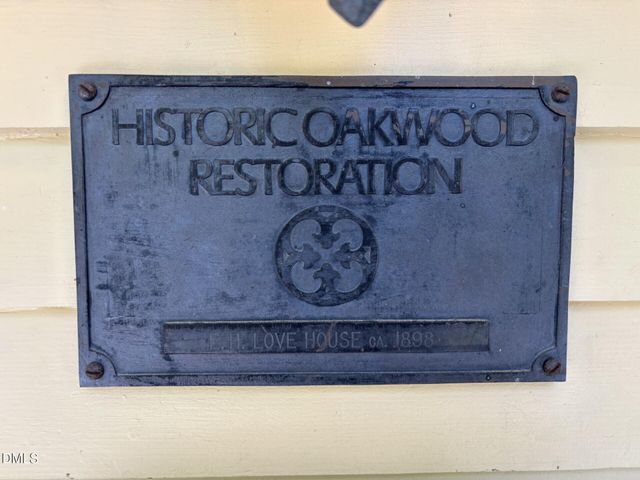 HISTORIC OAKWOOD
RESTORATION
E.H. LOVE HOUSE CA. 1898
DMLS